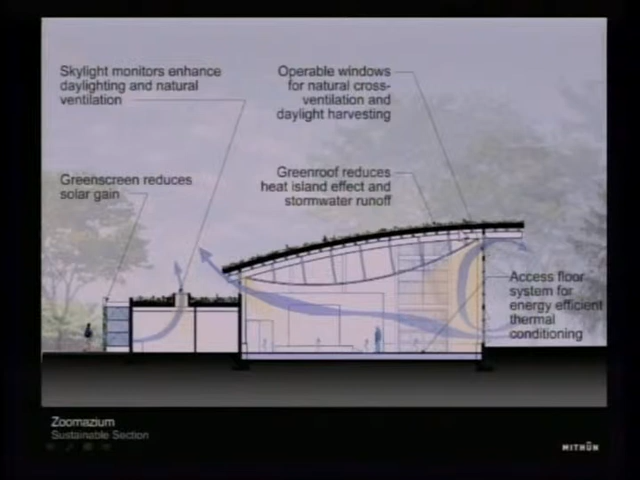 Skylight monitors enhance
daylighting and natural
ventilation
Operable windows
for natural cross-
ventilation and
daylight harvesting
Greenscreen reduces
solar gain
Greenroof reduces
heat island effect and
stormwater runoff
Access floor
system for
energy efficient
thermal
conditioning
Zoomazium
Sustainable Section
MITHŪN